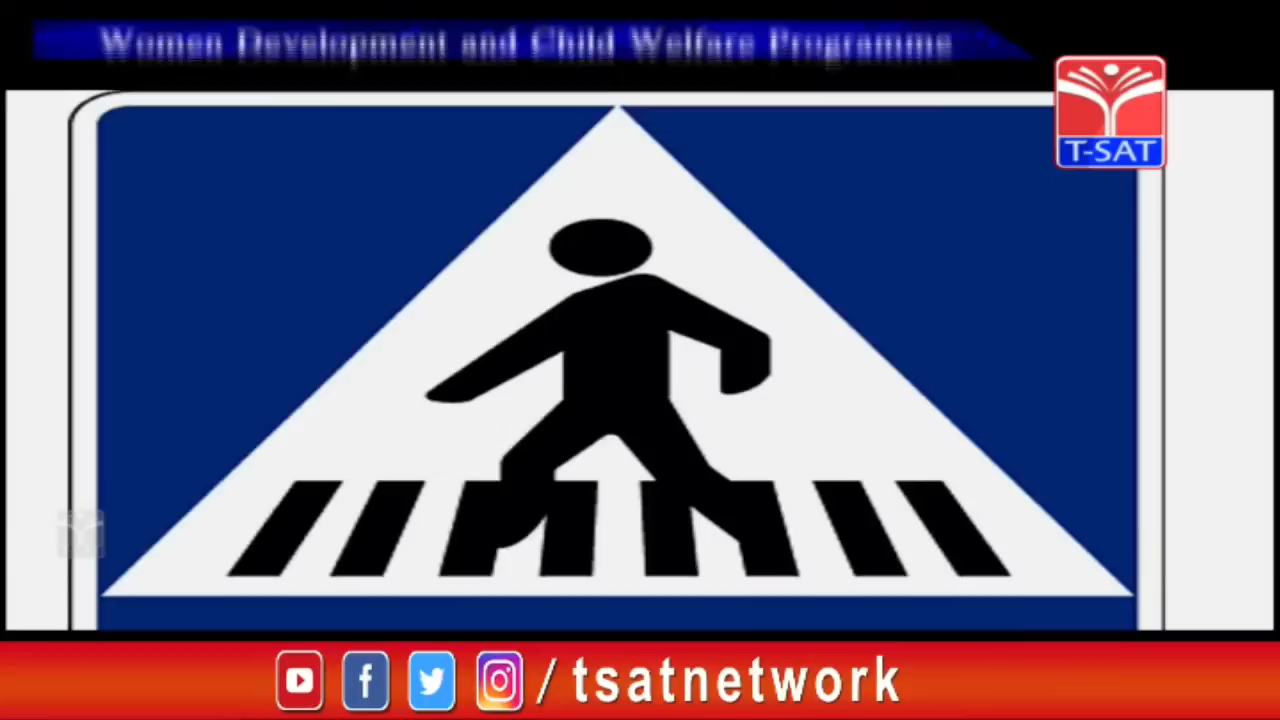 Women Development and Child Welfare Programme
T-SAT
/ tsatnetwork